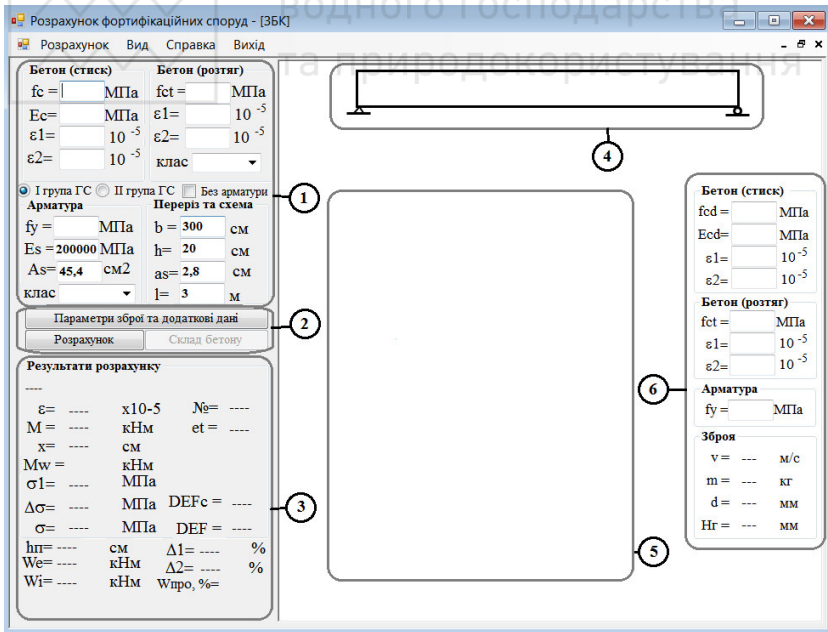 водного господарства
та природокористування
Розрахунок фортифікаційних споруд - [ЗБК]
Розрахунок Вид Справка Вихід
Бетон (стиск)
fc = МПа
Ec= МПа
ε1= 10 -5
ε2= 10 -5
Бетон (розтяг)
fct = МПа
ε1= 10 -5
ε2= 10 -5
клас
І група ГС ІІ група ГС Без арматури
Арматура
fy = МПа
Es = 200000 МПа
As= 45,4 см2
клас
Переріз та схема
b = 300 см
h= 20 см
as= 2,8 см
l= 3 м
1
Параметри зброї та додаткові дані
Розрахунок Склад бетону
2
Результати розрахунку
----
ε= ---- x10-5 №= ----
M = ---- кНм et = ----
x= ---- см
Mw = кНм
σ1= ---- МПа
Δσ= ---- МПа DEFc = ----
σ= ---- МПа DEF = ----
hп= ---- см Δ1= ---- %
We= ---- кНм Δ2= ---- %
Wi= ---- кНм Wпро, %=
3
4
5
6
Бетон (стиск)
fcd = МПа
Ecd= МПа
ε1= 10 -5
ε2= 10 -5
Бетон (розтяг)
fct = МПа
ε1= 10 -5
ε2= 10 -5
Арматура
fy = МПа
Зброя
v = --- м/с
m = --- кг
d = --- мм
Hг = --- мм